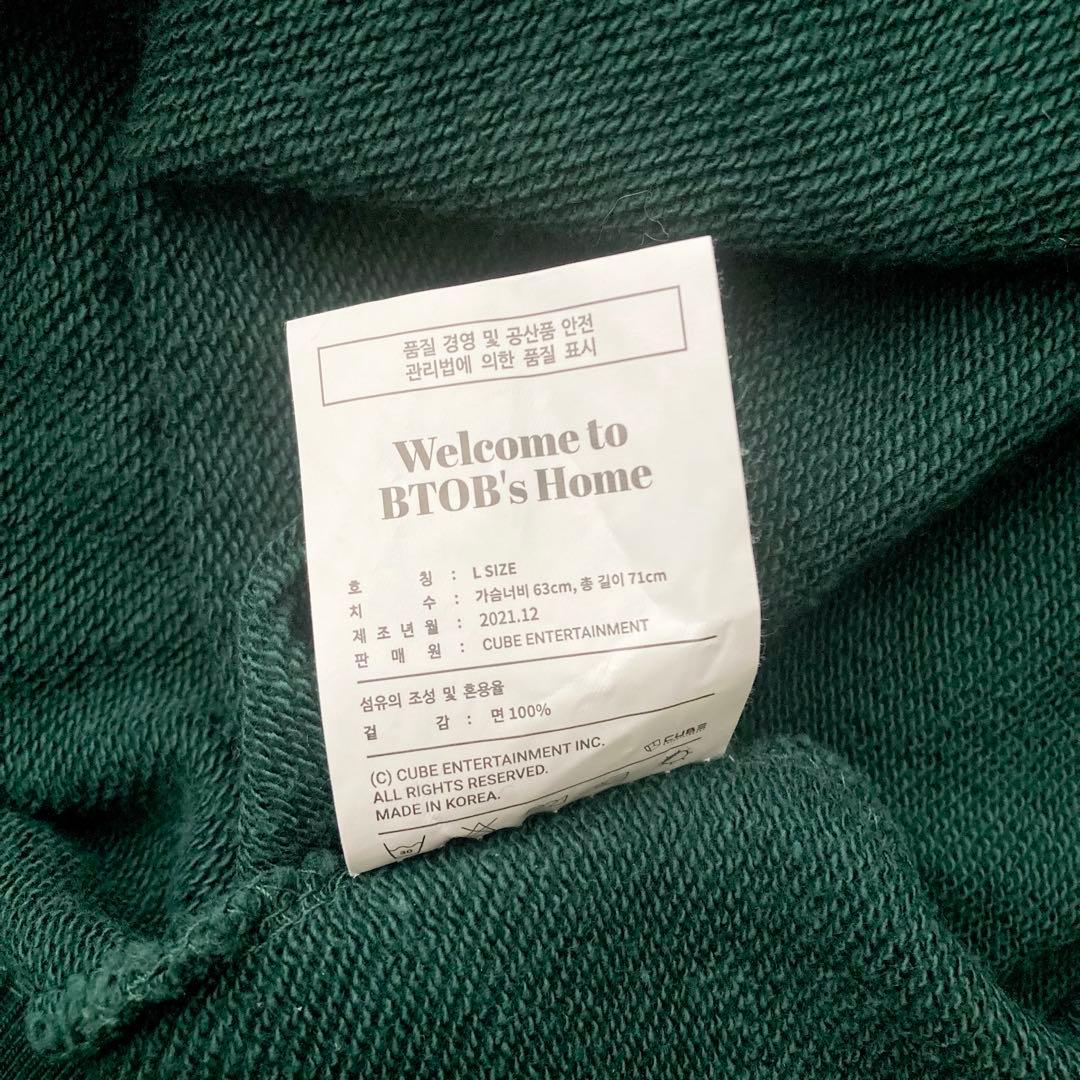 품질 경영 및 공산품 안전
관리법에 의한 품질 표시
Welcome to
BTOB's Home
호 칭 : L SIZE
치 수 : 가슴너비 63cm, 총 길이 71cm
제 조 년 월 : 2021.12
판 매 원 : CUBE ENTERTAINMENT
섬유의 조성 및 혼용율
겉 감 : 면 100%
(C) CUBE ENTERTAINMENT INC.
ALL RIGHTS RESERVED.
MADE IN KOREA.
CUBE
30